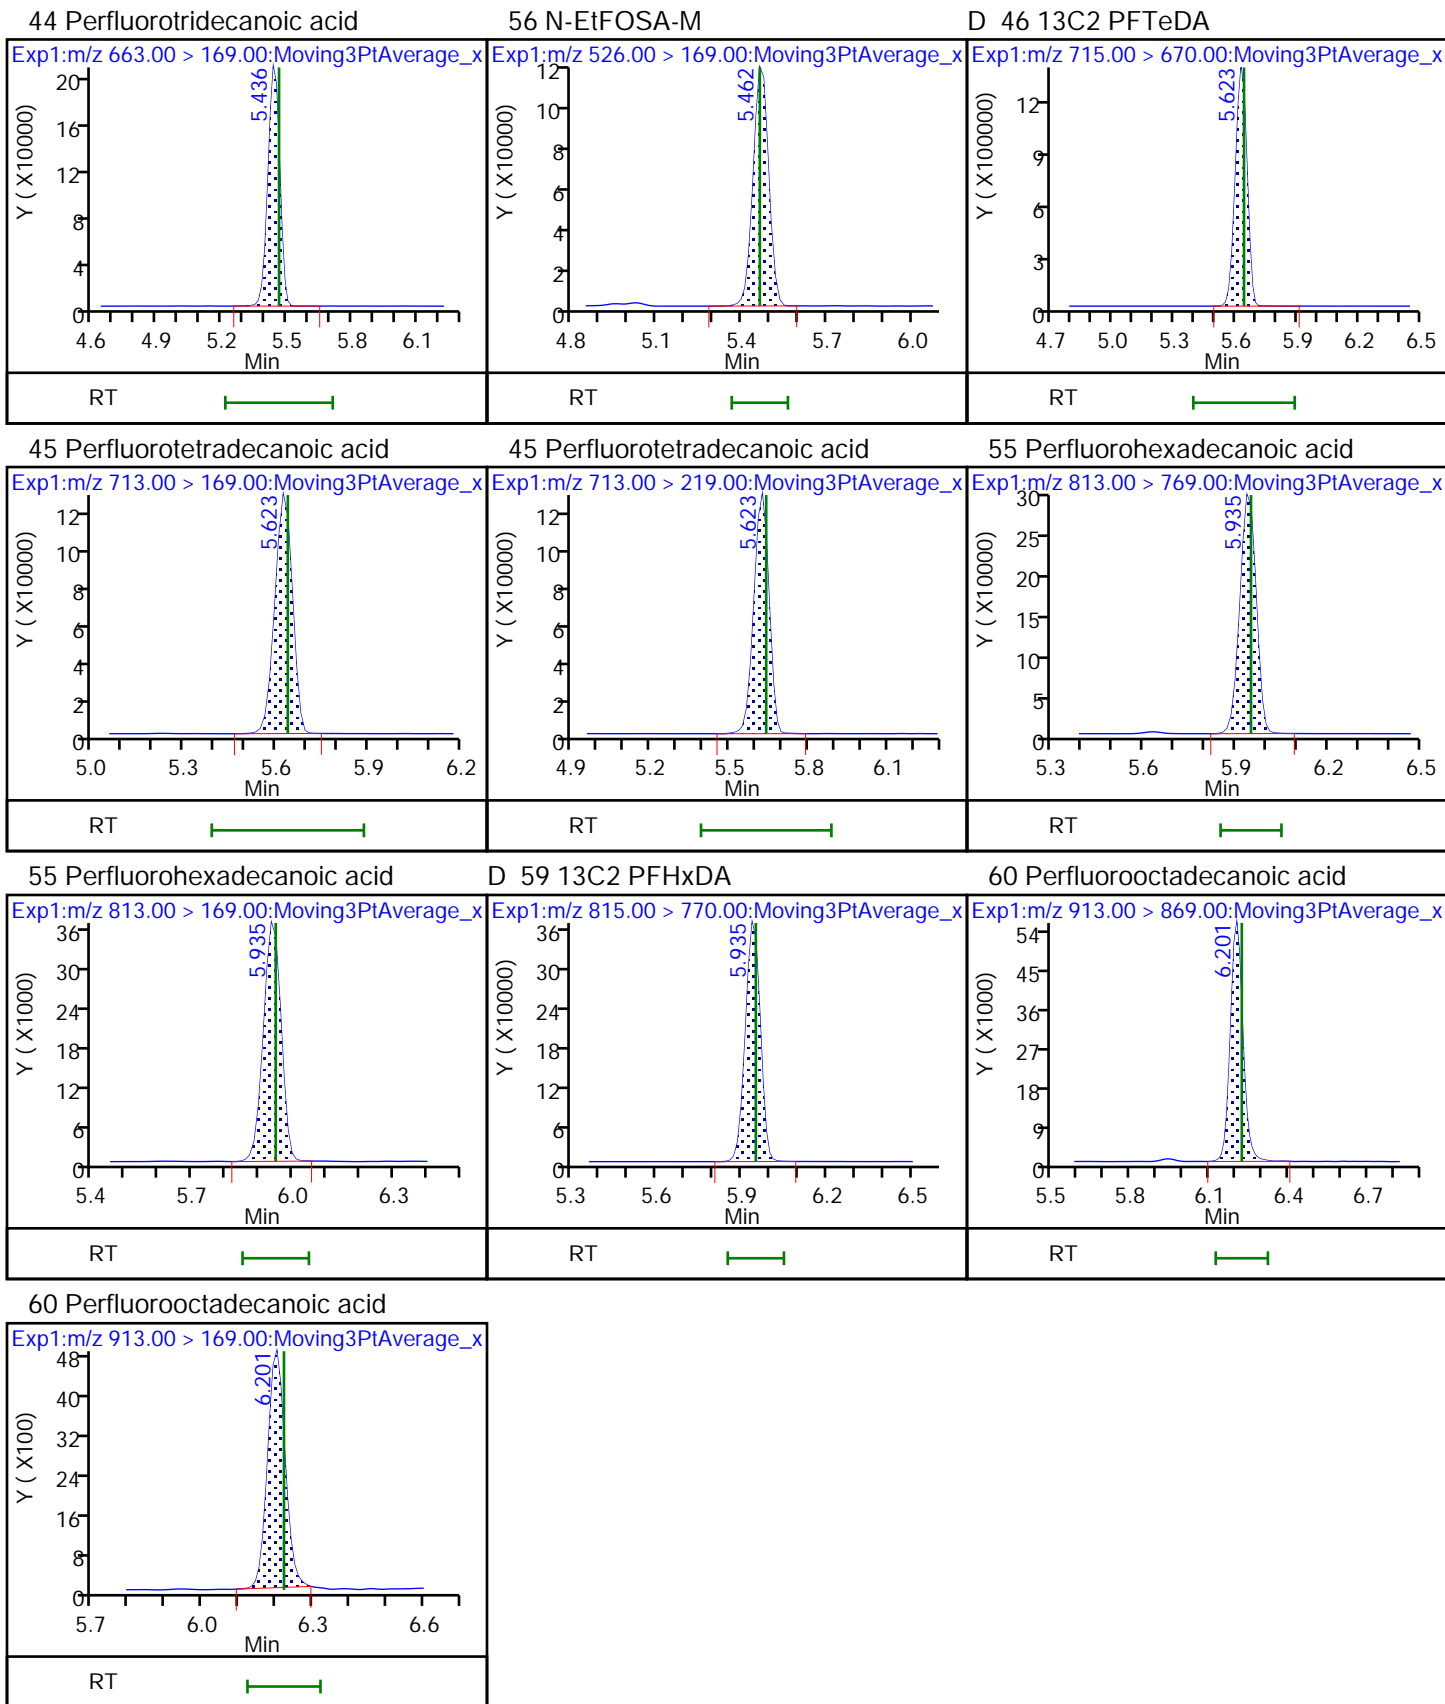 44 Perfluorotridecanoic acid
Exp1:m/z 663.00 > 169.00:Moving3PtAverage_x
5.436
Y ( X10000)
20
16
12
8
4
0
4.6 4.9 5.2 5.5 5.8 6.1
Min
RT
56 N-EtFOSA-M
Exp1:m/z 526.00 > 169.00:Moving3PtAverage_x
5.462
Y ( X10000)
12
10
8
6
4
2
0
4.8 5.1 5.4 5.7 6.0
Min
RT
D 46 13C2 PFTeDA
Exp1:m/z 715.00 > 670.00:Moving3PtAverage_x
5.623
Y ( X100000)
12
9
6
3
0
4.7 5.0 5.3 5.6 5.9 6.2 6.5
Min
RT
45 Perfluorotetradecanoic acid
Exp1:m/z 713.00 > 169.00:Moving3PtAverage_x
5.623
Y ( X10000)
12
10
8
6
4
2
0
5.0 5.3 5.6 5.9 6.2
Min
RT
45 Perfluorotetradecanoic acid
Exp1:m/z 713.00 > 219.00:Moving3PtAverage_x
5.623
Y ( X10000)
12
10
8
6
4
2
0
4.9 5.2 5.5 5.8 6.1
Min
RT
55 Perfluorohexadecanoic acid
Exp1:m/z 813.00 > 769.00:Moving3PtAverage_x
5.935
Y ( X10000)
30
25
20
15
10
5
0
5.3 5.6 5.9 6.2 6.5
Min
RT
55 Perfluorohexadecanoic acid
Exp1:m/z 813.00 > 169.00:Moving3PtAverage_x
5.935
Y ( X1000)
36
30
24
18
12
6
0
5.4 5.7 6.0 6.3
Min
RT
D 59 13C2 PFHxDA
Exp1:m/z 815.00 > 770.00:Moving3PtAverage_x
5.935
Y ( X10000)
36
30
24
18
12
6
0
5.3 5.6 5.9 6.2 6.5
Min
RT
60 Perfluorooctadecanoic acid
Exp1:m/z 913.00 > 869.00:Moving3PtAverage_x
6.201
Y ( X1000)
54
45
36
27
18
9
0
5.5 5.8 6.1 6.4 6.7
Min
RT
60 Perfluorooctadecanoic acid
Exp1:m/z 913.00 > 169.00:Moving3PtAverage_x
6.201
Y ( X100)
48
40
32
24
16
8
0
5.7 6.0 6.3 6.6
Min
RT